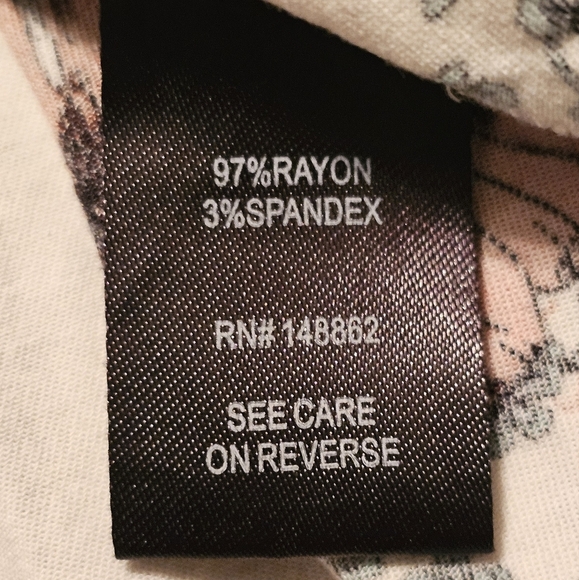 97%RAYON
3%SPANDEX
RN# 148862
SEE CARE
ON REVERSE